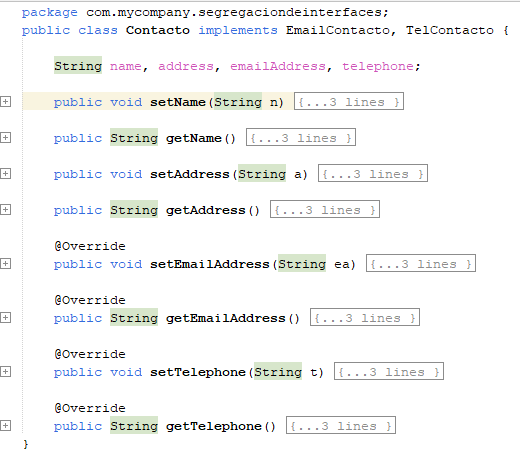 package com.mycompany.segregaciondeinterfaces;
public class Contacto implements EmailContacto, TelContacto {
String name, address, emailAddress, telephone;
public void setName(String n) {...3 lines }
public String getName() {...3 lines }
public void setAddress(String a) {...3 lines }
public String getAddress() {...3 lines }
@Override
public void setEmailAddress(String ea) {...3 lines }
@Override
public String getEmailAddress() {...3 lines }
@Override
public void setTelephone(String t) {...3 lines }
@Override
public String getTelephone() {...3 lines }
}